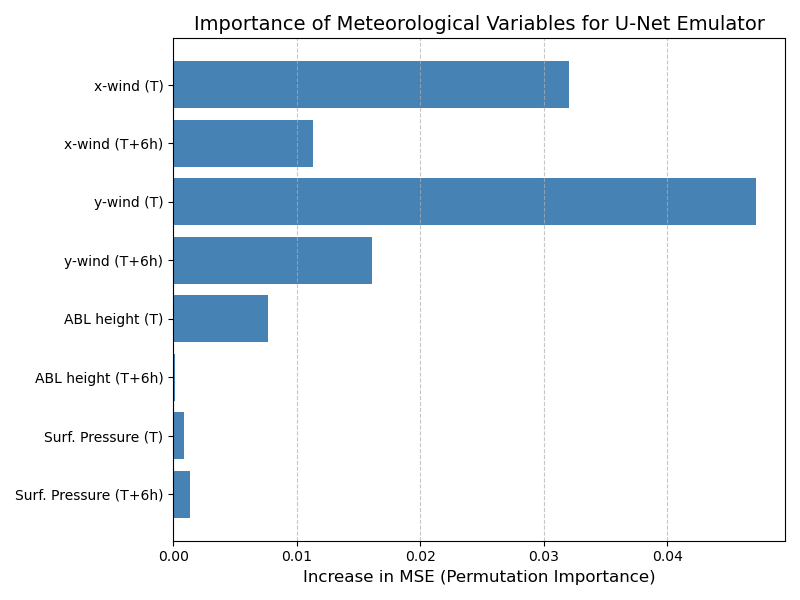 Importance of Meteorological Variables for U-Net Emulator
x-wind (T)
x-wind (T+6h)
y-wind (T)
y-wind (T+6h)
ABL height (T)
ABL height (T+6h)
Surf. Pressure (T)
Surf. Pressure (T+6h)
0.00 0.01 0.02 0.03 0.04
Increase in MSE (Permutation Importance)